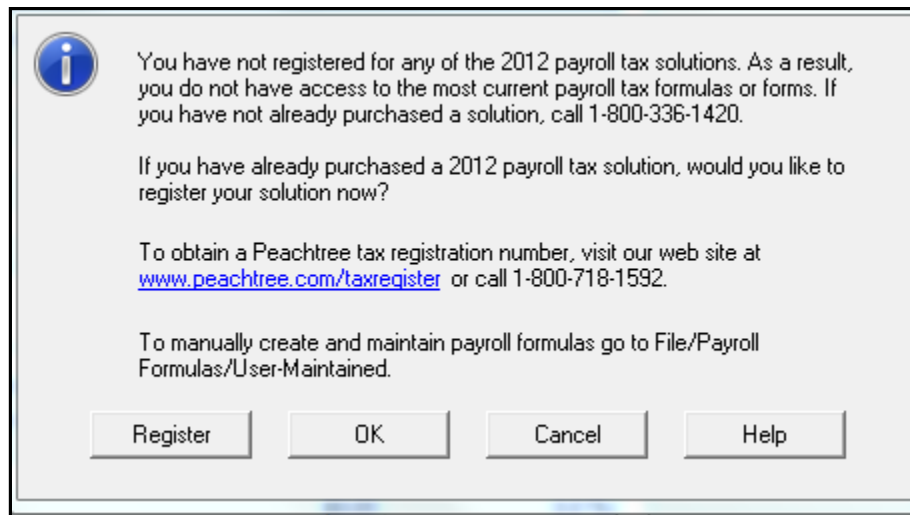 You have not registered for any of the 2012 payroll tax solutions. As a result,
you do not have access to the most current payroll tax formulas or forms. If
you have not already purchased a solution, call 1-800-336-1420.
If you have already purchased a 2012 payroll tax solution, would you like to
register your solution now?
To obtain a Peachtree tax registration number, visit our web site at
www.peachtree.com/taxregister or call 1-800-718-1592.
To manually create and maintain payroll formulas go to File/Payroll
Formulas/User-Maintained.
Register OK Cancel Help